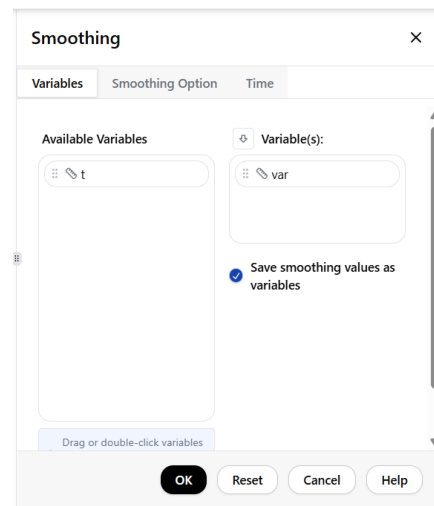 Smoothing
Variables Smoothing Option Time
Available Variables
t
Variable(s):
var
Save smoothing values as
variables
Drag or double-click variables
OK Reset Cancel Help